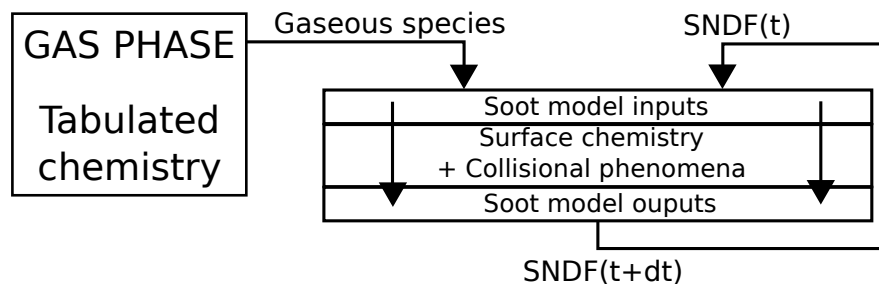 GAS PHASE
Tabulated
chemistry
Gaseous species
SNDF(t)
Soot model inputs
Surface chemistry
+ Collisional phenomena
Soot model ouputs
SNDF(t+dt)